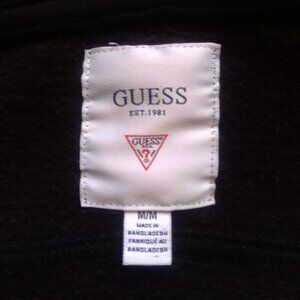 GUESS
EST. 1981
GUESS
?
M/M
MADE IN
BANGLADESH
FABRIQUÉ AU
BANGLADESH